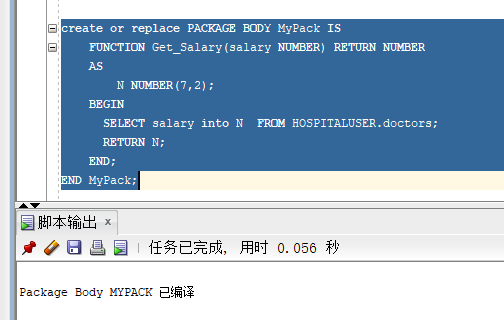 create or replace PACKAGE BODY MyPack IS
FUNCTION Get_Salary(salary NUMBER) RETURN NUMBER
AS
N NUMBER(7,2);
BEGIN
SELECT salary into N  FROM HOSPITALUSER.doctors;
RETURN N;
END;
END MyPack;
脚本输出 ×
任务已完成, 用时 0.056 秒
Package Body MYPACK 已编译